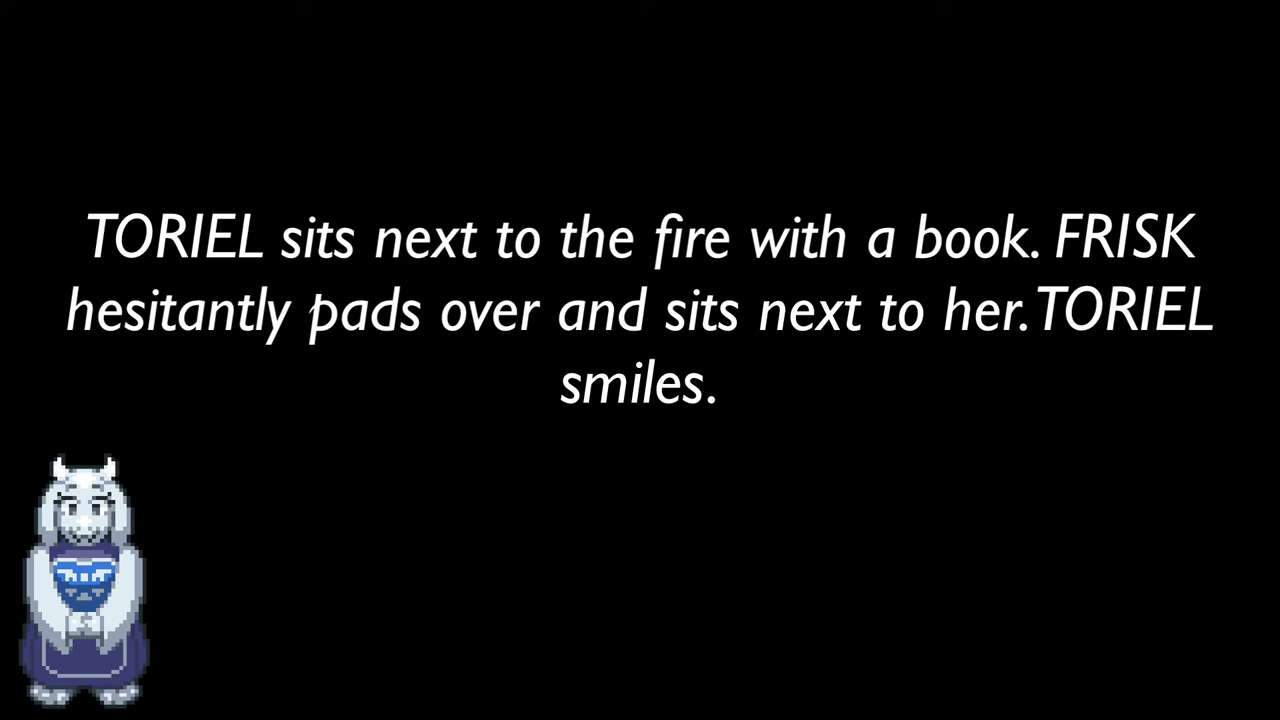 TORIEL sits next to the fire with a book. FRISK
hesitantly pads over and sits next to her. TORIEL
smiles.